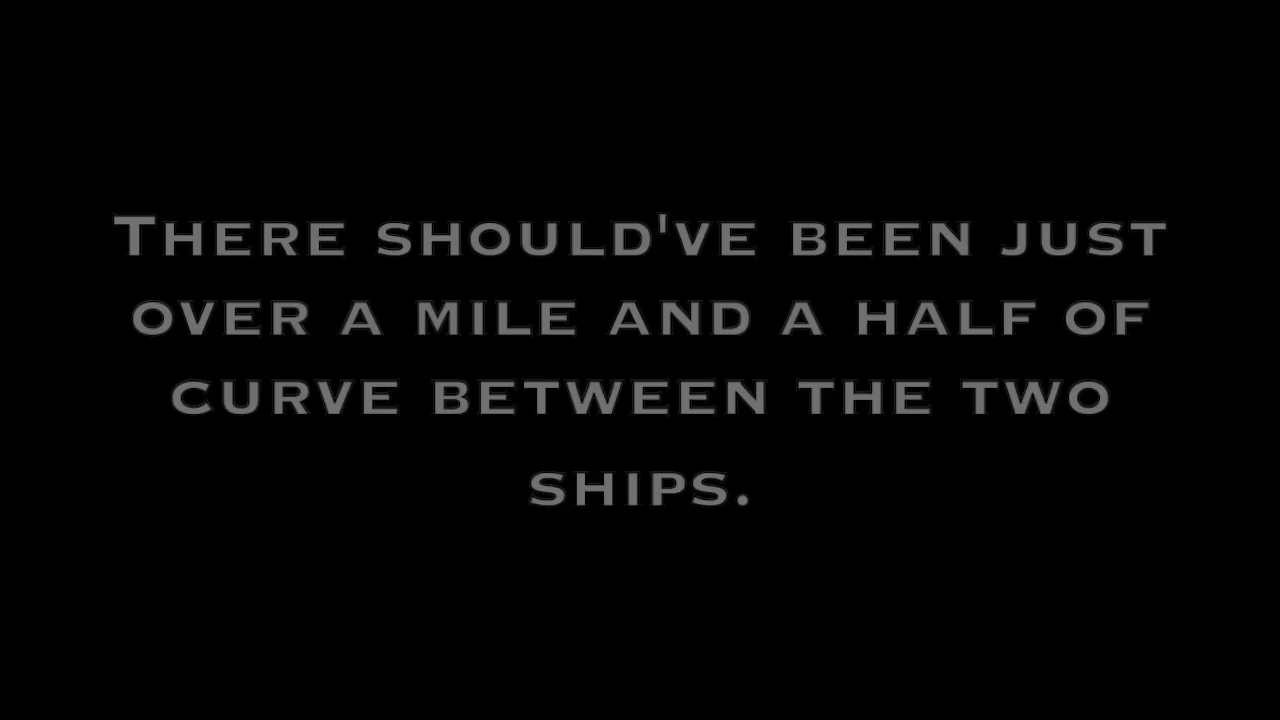 There should've been just
over a mile and a half of
curve between the two
ships.